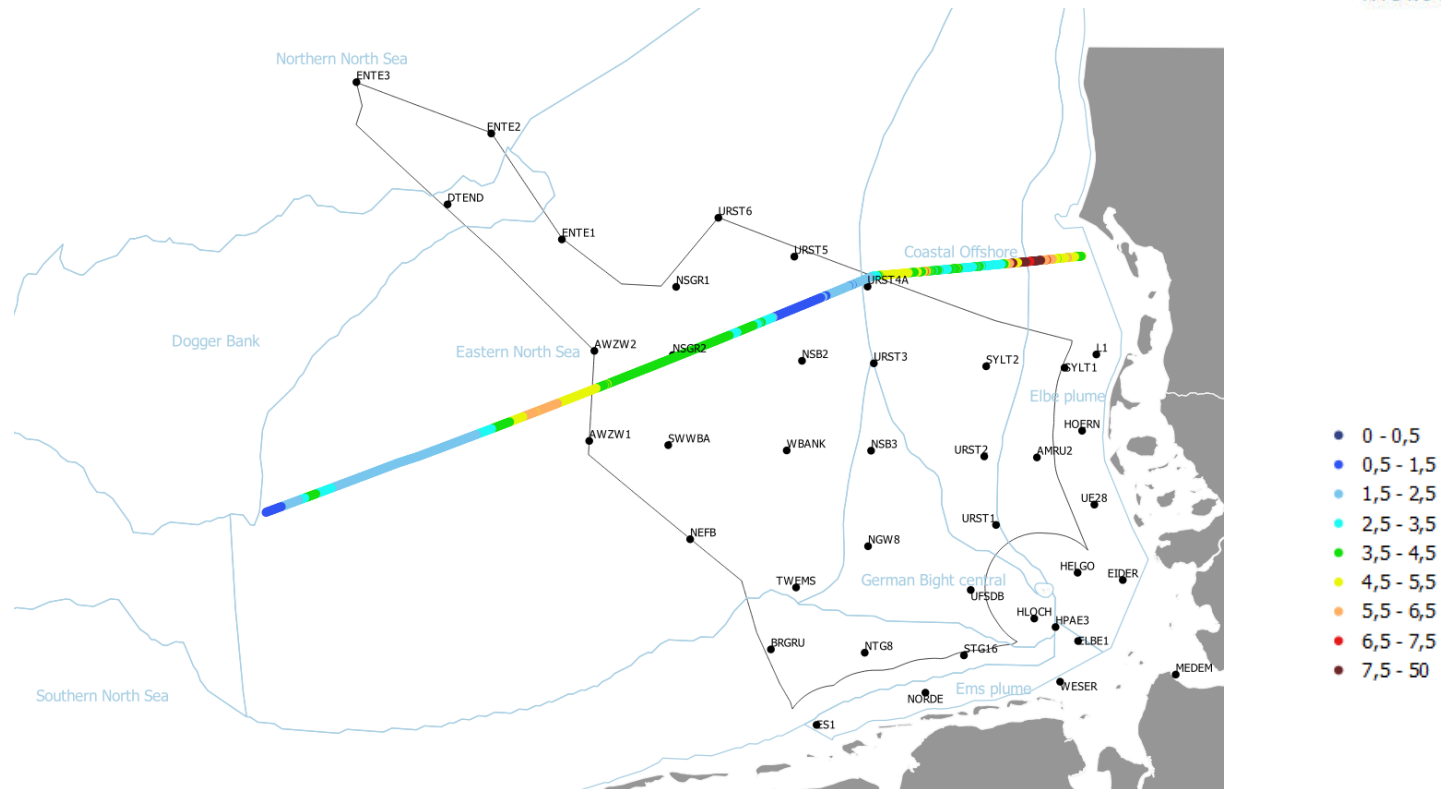 Northern North Sea
ENTE3
ENTE2
DTEND
URST6
ENTE1
URST5
Coastal Offshore
NSGR1
URST4A
Dogger Bank
Eastern North Sea
AWZW2
NSGR2
NSB2
URST3
SYLT2
L1
SYLT1
Elbe plume
HOERN
AWZW1
SWWBA
WBANK
NSB3
URST2
AMRU2
UE28
URST1
NEFB
NGW8
HELGO
EIDER
TWEMS
German Bight central
UFSDB
HLOCH
HPAE3
ELBE1
BRGRU
NTG8
STG16
MEDEM
Southern North Sea
Ems plume
WESER
NORDE
ES1
0 - 0,5
0,5 - 1,5
1,5 - 2,5
2,5 - 3,5
3,5 - 4,5
4,5 - 5,5
5,5 - 6,5
6,5 - 7,5
7,5 - 50